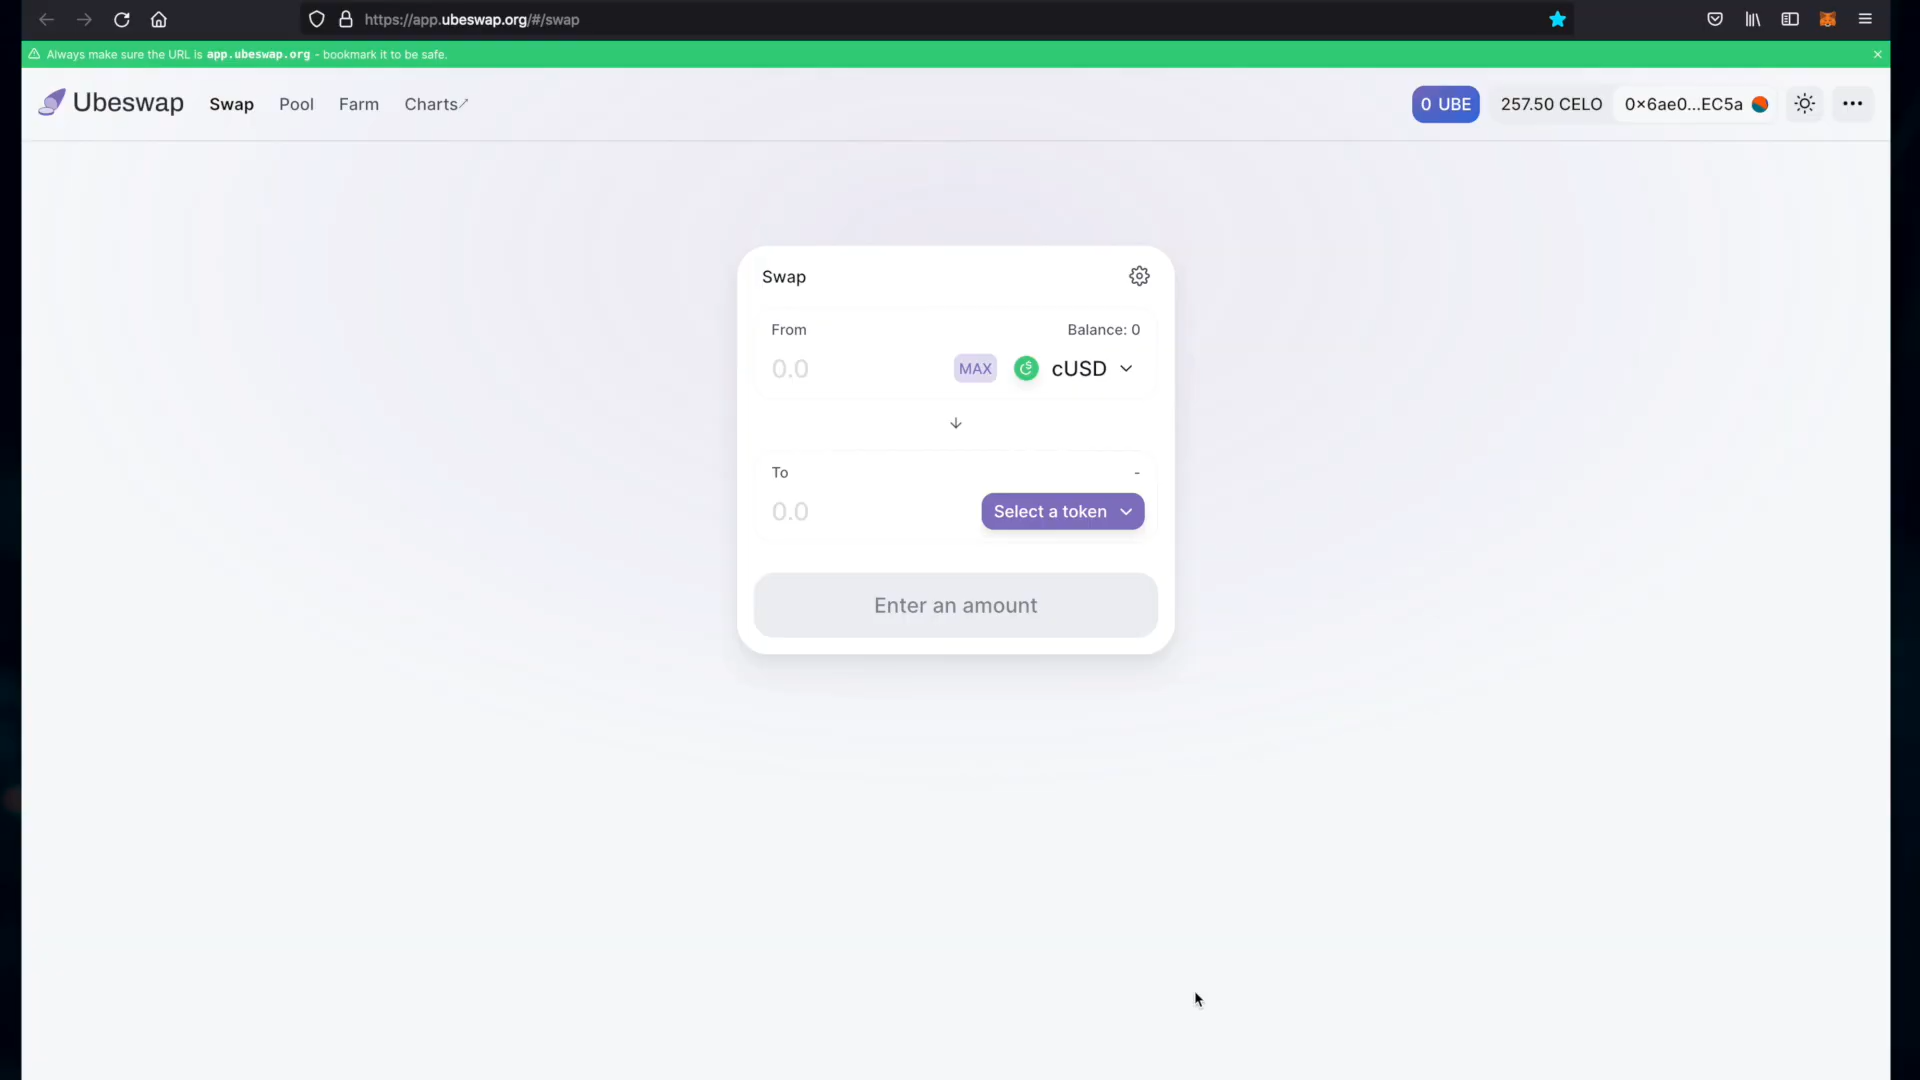 https://app.ubeswap.org/#/swap
Always make sure the URL is app.ubeswap.org - bookmark it to be safe.
Ubeswap
Swap
Pool
Farm
Charts↗
0 UBE
257.50 CELO
0×6ae0...EC5a
Swap
From
Balance: 0
0.0
MAX
cUSD
To
-
0.0
Select a token
Enter an amount